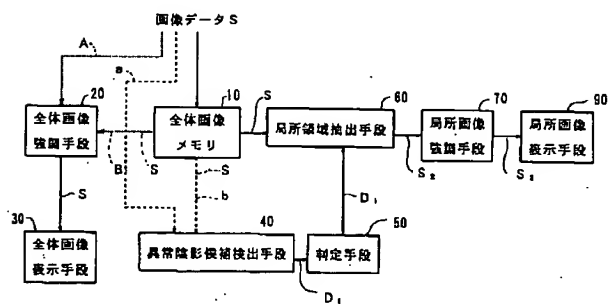 画像データS
A
a
20
10
60
70
90
全体画像
強調手段
全体画像
メモリ
局所領域抽出手段
局所画像
強調手段
局所画像
表示手段
S
B
S
S₂
S₃
S
S
b
D₁
30
40
50
全体画像
表示手段
異常陰影候補検出手段
判定手段
D₁